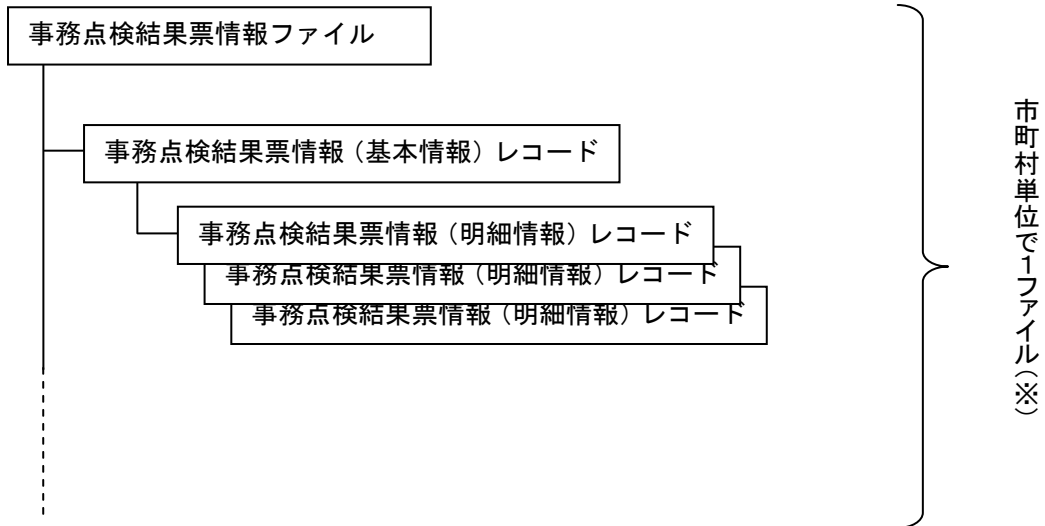 事務点検結果票情報ファイル
事務点検結果票情報（基本情報）レコード
事務点検結果票情報（明細情報）レコード
事務点検結果票情報（明細情報）レコード
事務点検結果票情報（明細情報）レコード
市町村単位で1ファイル（※）